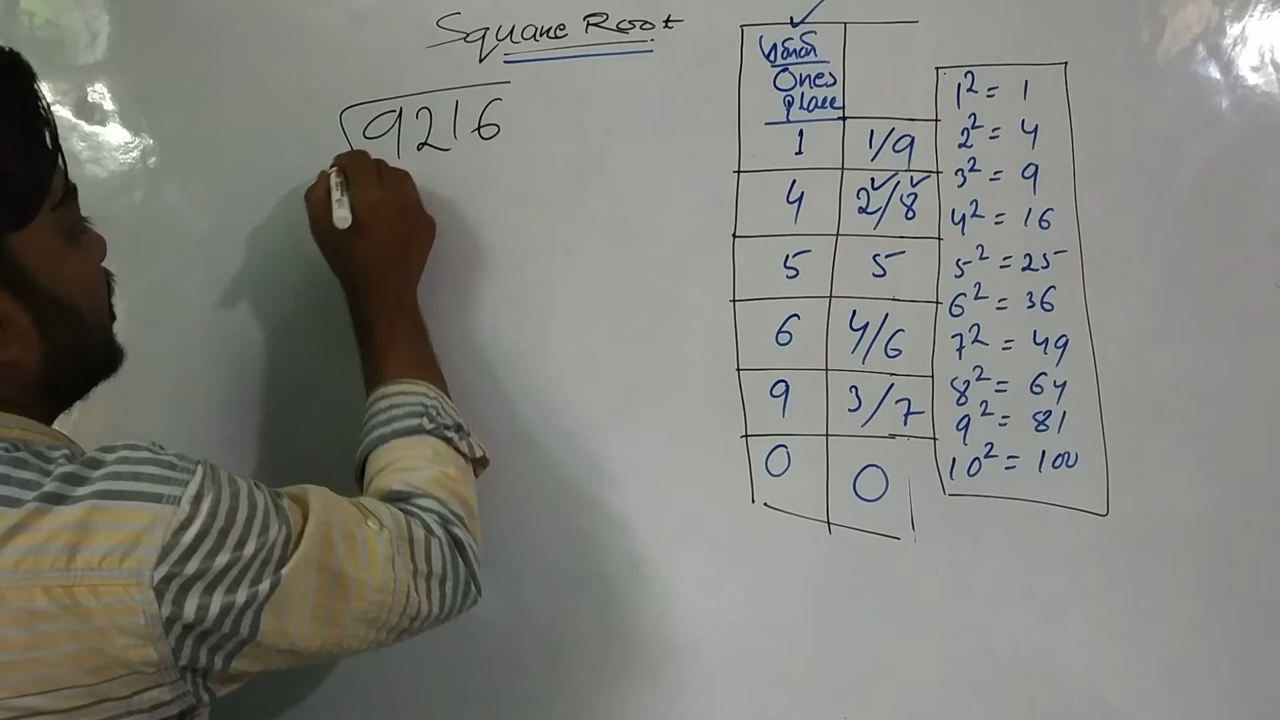 Square Root
√9216
Ones
place
1 1/9
4 2/8
5 5
6 4/6
9 3/7
0 0
1² = 1
2² = 4
3² = 9
4² = 16
5² = 25
6² = 36
7² = 49
8² = 64
9² = 81
10² = 100